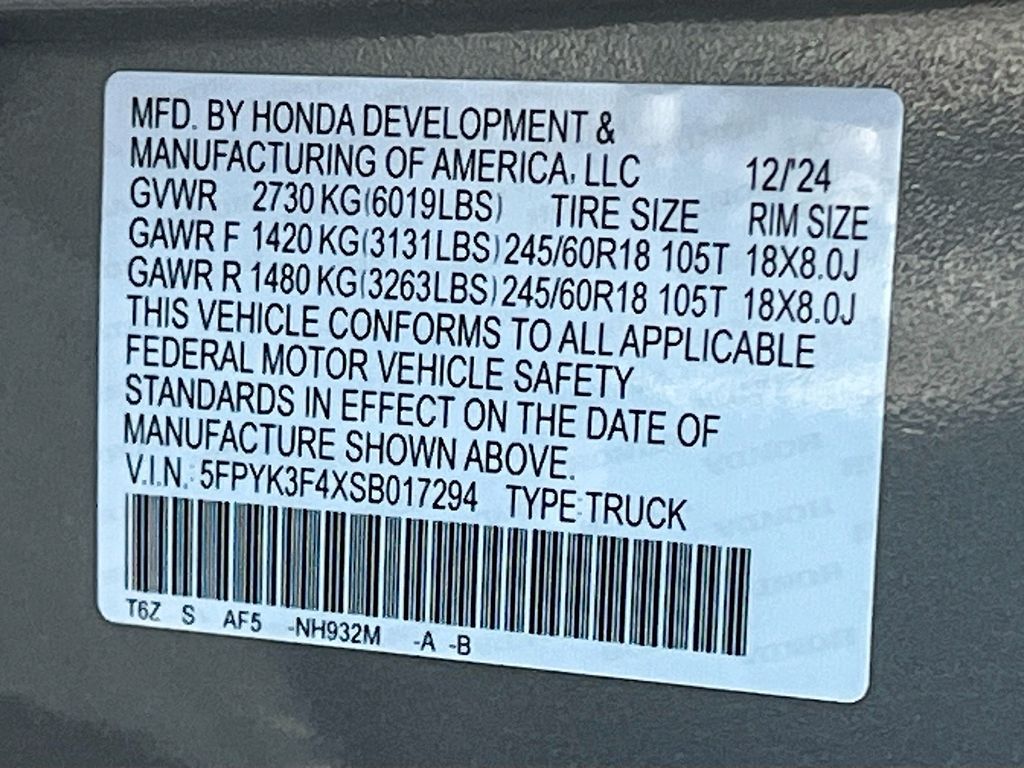 MFD. BY HONDA DEVELOPMENT &
MANUFACTURING OF AMERICA, LLC 12/'24
GVWR 2730 KG(6019LBS) TIRE SIZE RIM SIZE
GAWR F 1420 KG(3131LBS) 245/60R18 105T 18X8.0J
GAWR R 1480 KG(3263LBS) 245/60R18 105T 18X8.0J
THIS VEHICLE CONFORMS TO ALL APPLICABLE
FEDERAL MOTOR VEHICLE SAFETY
STANDARDS IN EFFECT ON THE DATE OF
MANUFACTURE SHOWN ABOVE.
V.I.N.: 5FPYK3F4XSB017294 TYPE:TRUCK
T6Z S AF5 -NH932M -A -B